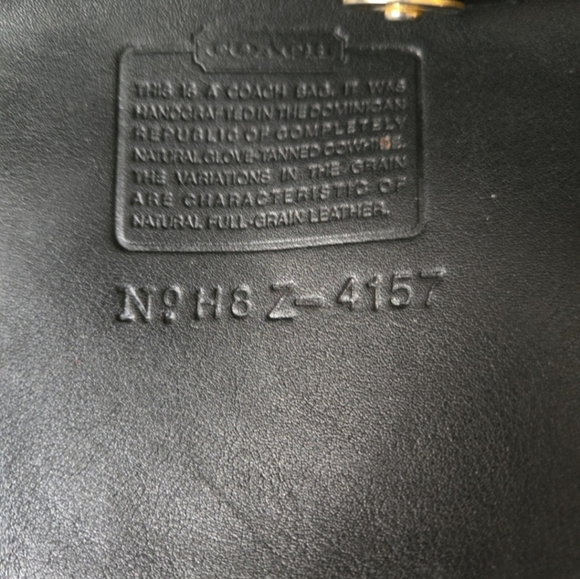 COACH
THIS IS A COACH BAG. IT WAS
HANDCRAFTED IN THE DOMINICAN
REPUBLIC OF COMPLETELY
NATURAL GLOVE-TANNED COWHIDE.
THE VARIATIONS IN THE GRAIN
ARE CHARACTERISTIC OF
NATURAL FULL-GRAIN LEATHER.
Nº H8Z-4157